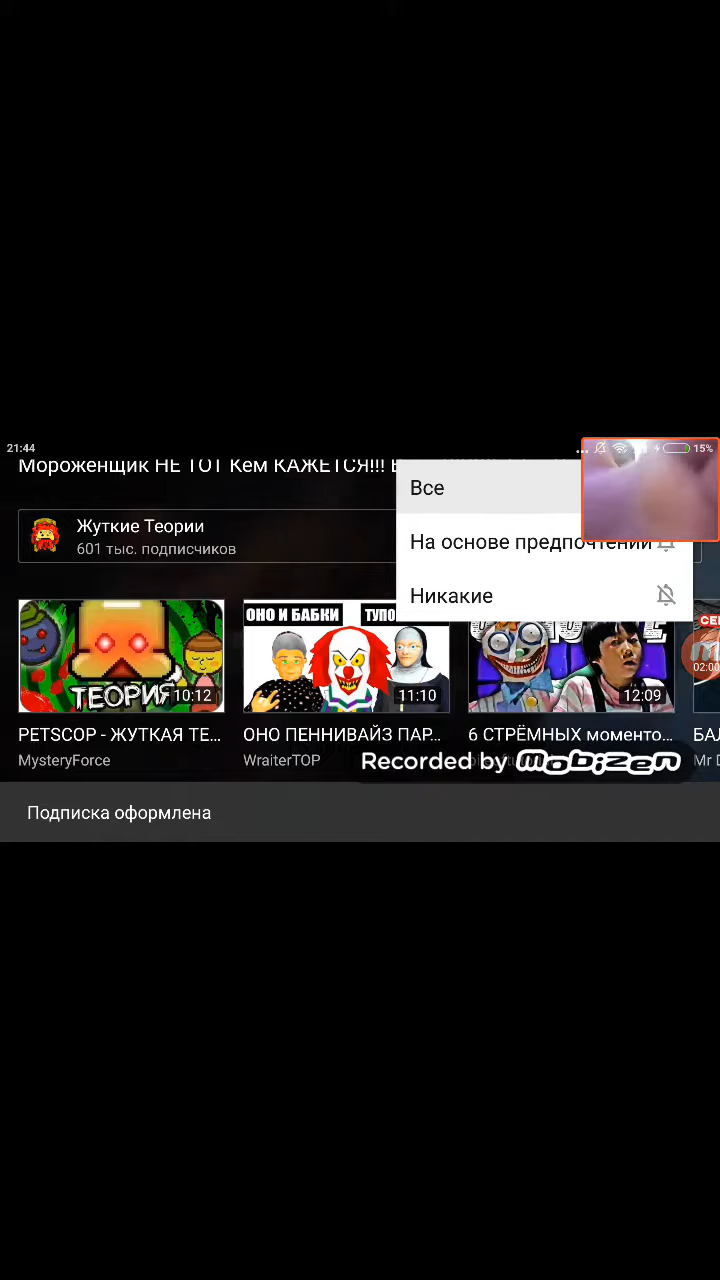 21:44
15%
Мороженщик НЕ ТОТ Кем КАЖЕТСЯ!!!
Все
Жуткие Теории
601 тыс. подписчиков
На основе предпочтений
Никакие
ОНО И БАБКИ
ТЕОРИЯ
10:12
11:10
12:09
02:00
PETSCOP - ЖУТКАЯ ТЕ...
ОНО ПЕННИВАЙЗ ПАР...
6 СТРЁМНЫХ моменто...
MysteryForce
WraiterTOP
Recorded by mobizen
Подписка оформлена